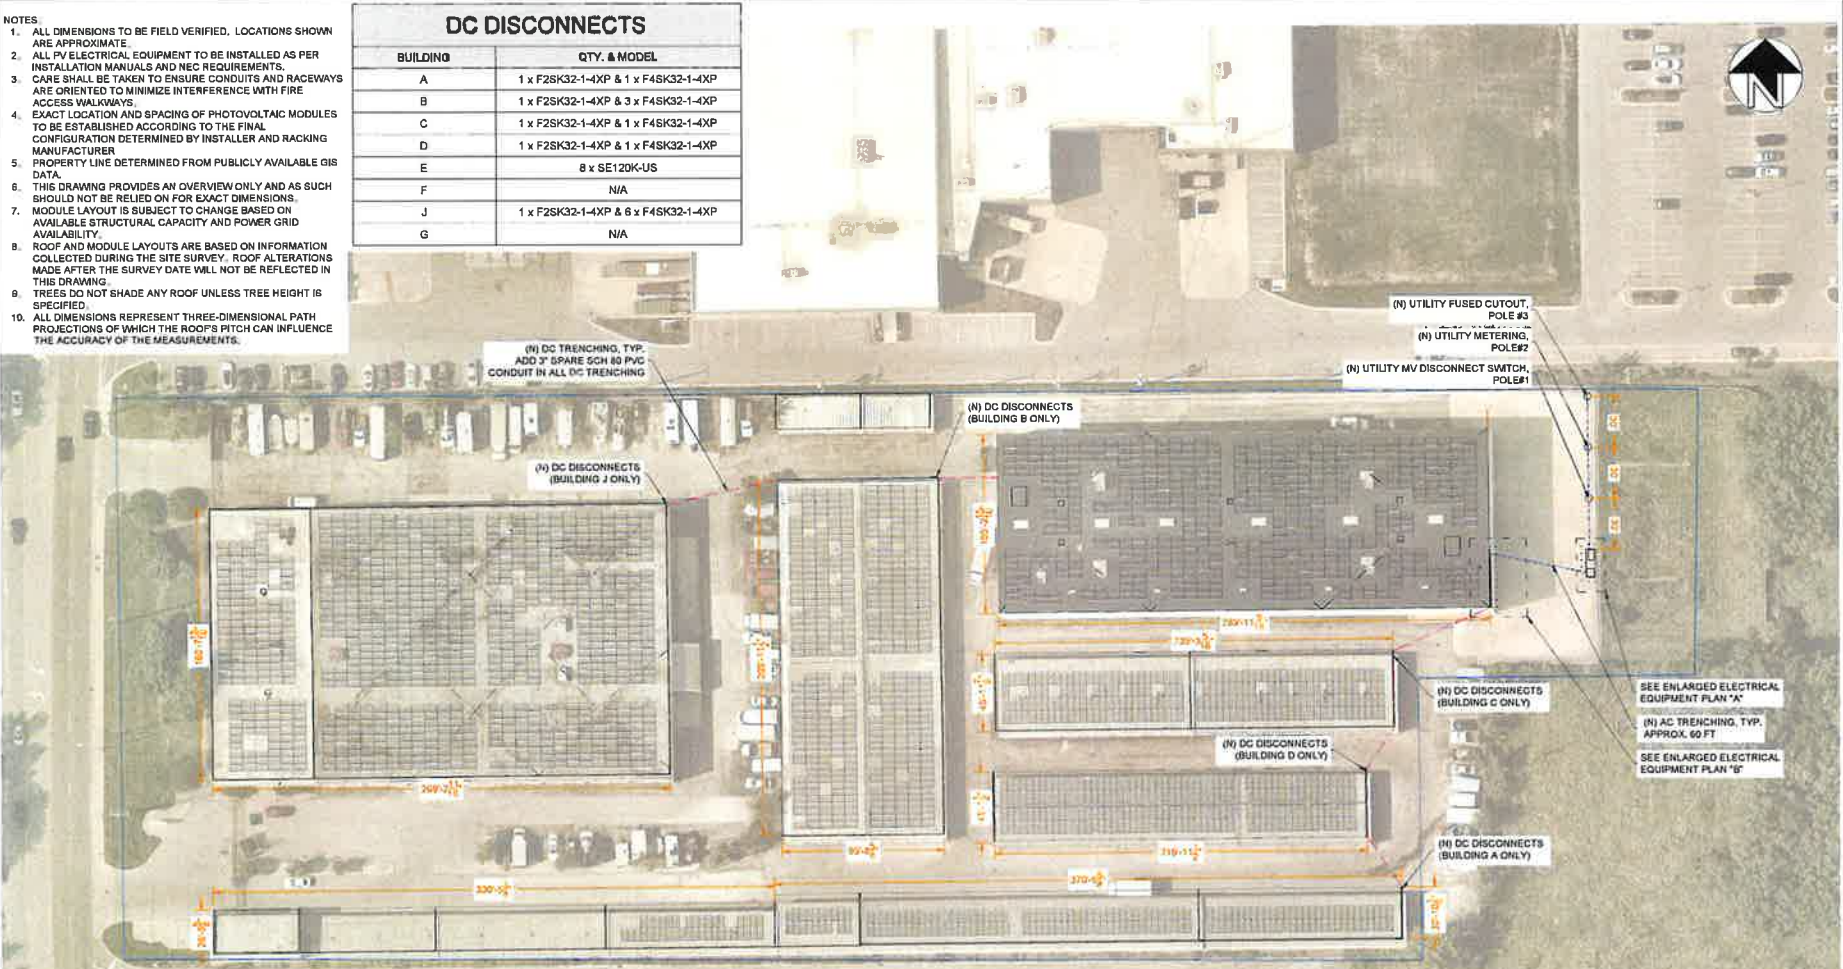 NOTES
1. ALL DIMENSIONS TO BE FIELD VERIFIED. LOCATIONS SHOWN
ARE APPROXIMATE.
2. ALL PV ELECTRICAL EQUIPMENT TO BE INSTALLED AS PER
INSTALLATION MANUALS AND NEC REQUIREMENTS.
3. CARE SHALL BE TAKEN TO ENSURE CONDUITS AND RACEWAYS
ARE ORIENTED TO MINIMIZE INTERFERENCE WITH FIRE
ACCESS WALKWAYS.
4. EXACT LOCATION AND SPACING OF PHOTOVOLTAIC MODULES
TO BE ESTABLISHED ACCORDING TO THE FINAL
CONFIGURATION DETERMINED BY INSTALLER AND RACKING
MANUFACTURER
5. PROPERTY LINE DETERMINED FROM PUBLICLY AVAILABLE GIS
DATA.
6. THIS DRAWING PROVIDES AN OVERVIEW ONLY AND AS SUCH
SHOULD NOT BE RELIED ON FOR EXACT DIMENSIONS.
7. MODULE LAYOUT IS SUBJECT TO CHANGE BASED ON
AVAILABLE STRUCTURAL CAPACITY AND POWER GRID
AVAILABILITY.
8. ROOF AND MODULE LAYOUTS ARE BASED ON INFORMATION
COLLECTED DURING THE SITE SURVEY. ROOF ALTERATIONS
MADE AFTER THE SURVEY DATE WILL NOT BE REFLECTED IN
THIS DRAWING.
9. TREES DO NOT SHADE ANY ROOF UNLESS TREE HEIGHT IS
SPECIFIED.
10. ALL DIMENSIONS REPRESENT THREE-DIMENSIONAL PATH
PROJECTIONS OF WHICH THE ROOF'S PITCH CAN INFLUENCE
THE ACCURACY OF THE MEASUREMENTS.
DC DISCONNECTS
BUILDING QTY. & MODEL
A 1 x F2SK32-1-4XP & 1 x F4SK32-1-4XP
B 1 x F2SK32-1-4XP & 3 x F4SK32-1-4XP
C 1 x F2SK32-1-4XP & 1 x F4SK32-1-4XP
D 1 x F2SK32-1-4XP & 1 x F4SK32-1-4XP
E 8 x SE120K-US
F N/A
J 1 x F2SK32-1-4XP & 6 x F4SK32-1-4XP
G N/A
N
(N) UTILITY FUSED CUTOUT,
POLE #3
(N) UTILITY METERING,
POLE#2
(N) UTILITY MV DISCONNECT SWITCH,
POLE#1
(N) DC TRENCHING, TYP.
ADD 3" SPARE SCH 80 PVC
CONDUIT IN ALL DC TRENCHING
(N) DC DISCONNECTS
(BUILDING B ONLY)
(N) DC DISCONNECTS
(BUILDING J ONLY)
(N) DC DISCONNECTS
(BUILDING C ONLY)
SEE ENLARGED ELECTRICAL
EQUIPMENT PLAN "A"
(N) AC TRENCHING, TYP.
APPROX. 60 FT
SEE ENLARGED ELECTRICAL
EQUIPMENT PLAN "B"
(N) DC DISCONNECTS
(BUILDING D ONLY)
(N) DC DISCONNECTS
(BUILDING A ONLY)